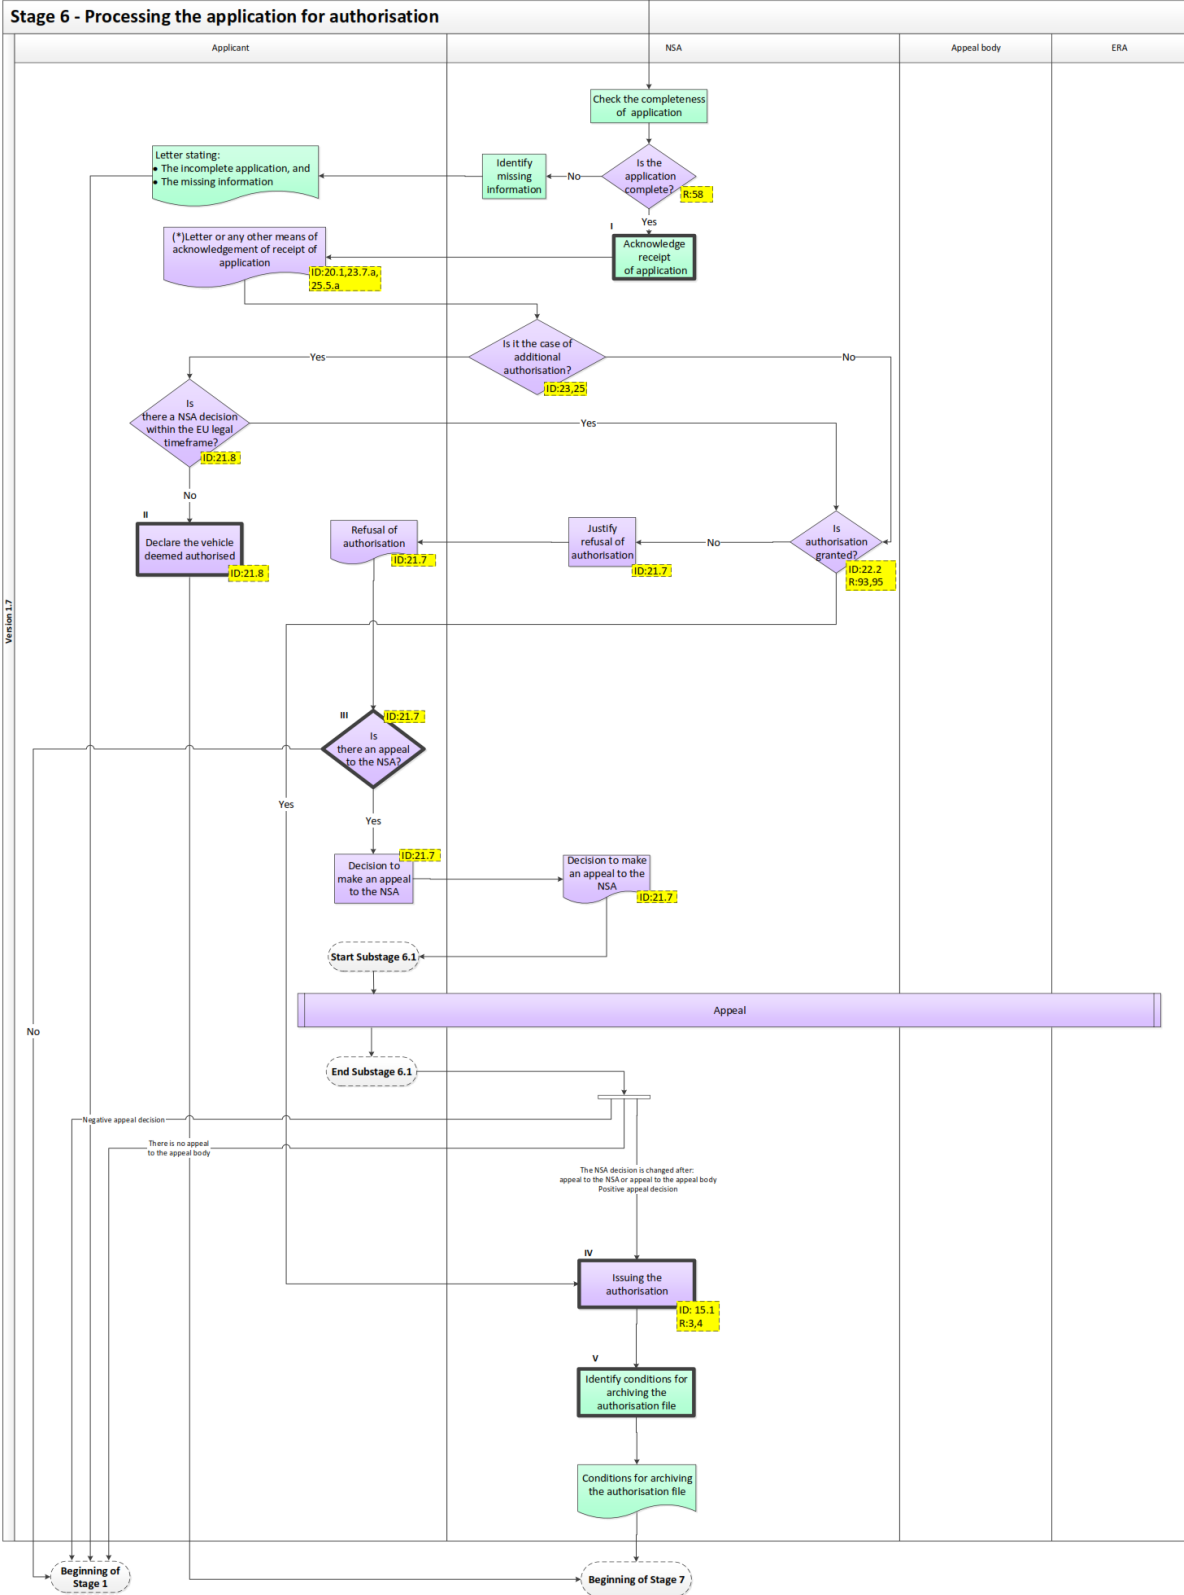 Stage 6 - Processing the application for authorisation
Applicant
NSA
Appeal body
ERA
Version 1.7
Check the completeness
of application
Is the
application
complete?
R:58
No
Identify
missing
information
Letter stating:
• The incomplete application, and
• The missing information
Yes
I
Acknowledge
receipt
of application
(*)Letter or any other means of
acknowledgement of receipt of
application
ID:20.1,23.7.a,
25.5.a
Is it the case of
additional
authorisation?
ID:23,25
Yes
No
Is
there a NSA decision
within the EU legal
timeframe?
ID:21.8
Yes
No
II
Declare the vehicle
deemed authorised
ID:21.8
Refusal of
authorisation
ID:21.7
Justify
refusal of
authorisation
ID:21.7
No
Is
authorisation
granted?
ID:22.2
R:93,95
III
ID:21.7
Is
there an appeal
to the NSA?
Yes
Yes
ID:21.7
Decision to
make an appeal
to the NSA
Decision to make
an appeal to the
NSA
ID:21.7
Start Substage 6.1
Appeal
No
End Substage 6.1
Negative appeal decision
There is no appeal
to the appeal body
The NSA decision is changed after:
appeal to the NSA or appeal to the appeal body
Positive appeal decision
IV
Issuing the
authorisation
ID: 15.1
R:3,4
V
Identify conditions for
archiving the
authorisation file
Conditions for archiving
the authorisation file
Beginning of
Stage 1
Beginning of Stage 7